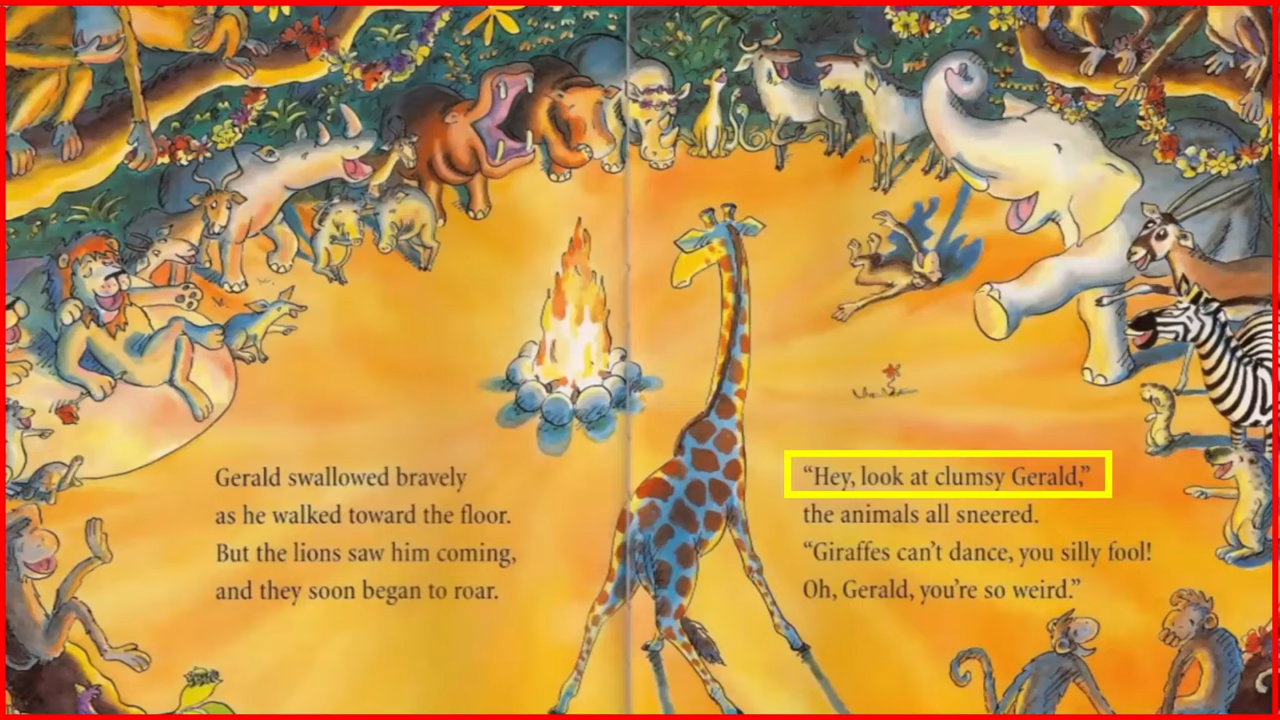 Gerald swallowed bravely
as he walked toward the floor.
But the lions saw him coming,
and they soon began to roar.
“Hey, look at clumsy Gerald,”
the animals all sneered.
“Giraffes can’t dance, you silly fool!
Oh, Gerald, you’re so weird.”